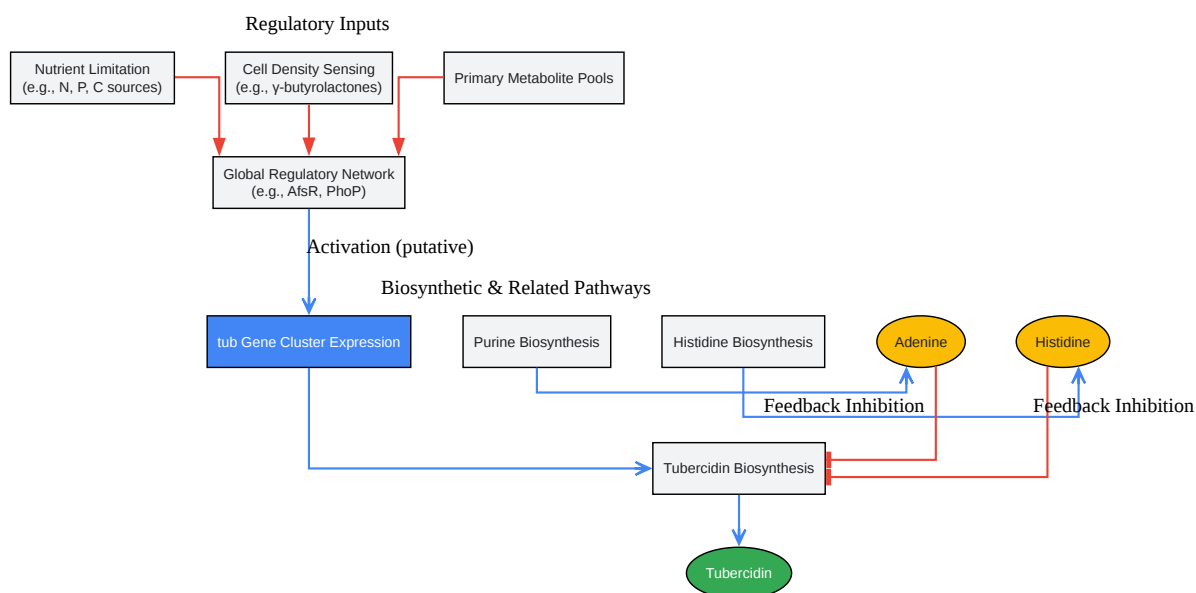 Regulatory Inputs
Nutrient Limitation
(e.g., N, P, C sources)
Cell Density Sensing
(e.g., γ-butyrolactones)
Primary Metabolite Pools
Global Regulatory Network
(e.g., AfsR, PhoP)
Activation (putative)
Biosynthetic & Related Pathways
tub Gene Cluster Expression
Purine Biosynthesis
Histidine Biosynthesis
Adenine
Histidine
Feedback Inhibition
Feedback Inhibition
Tubercidin Biosynthesis
Tubercidin